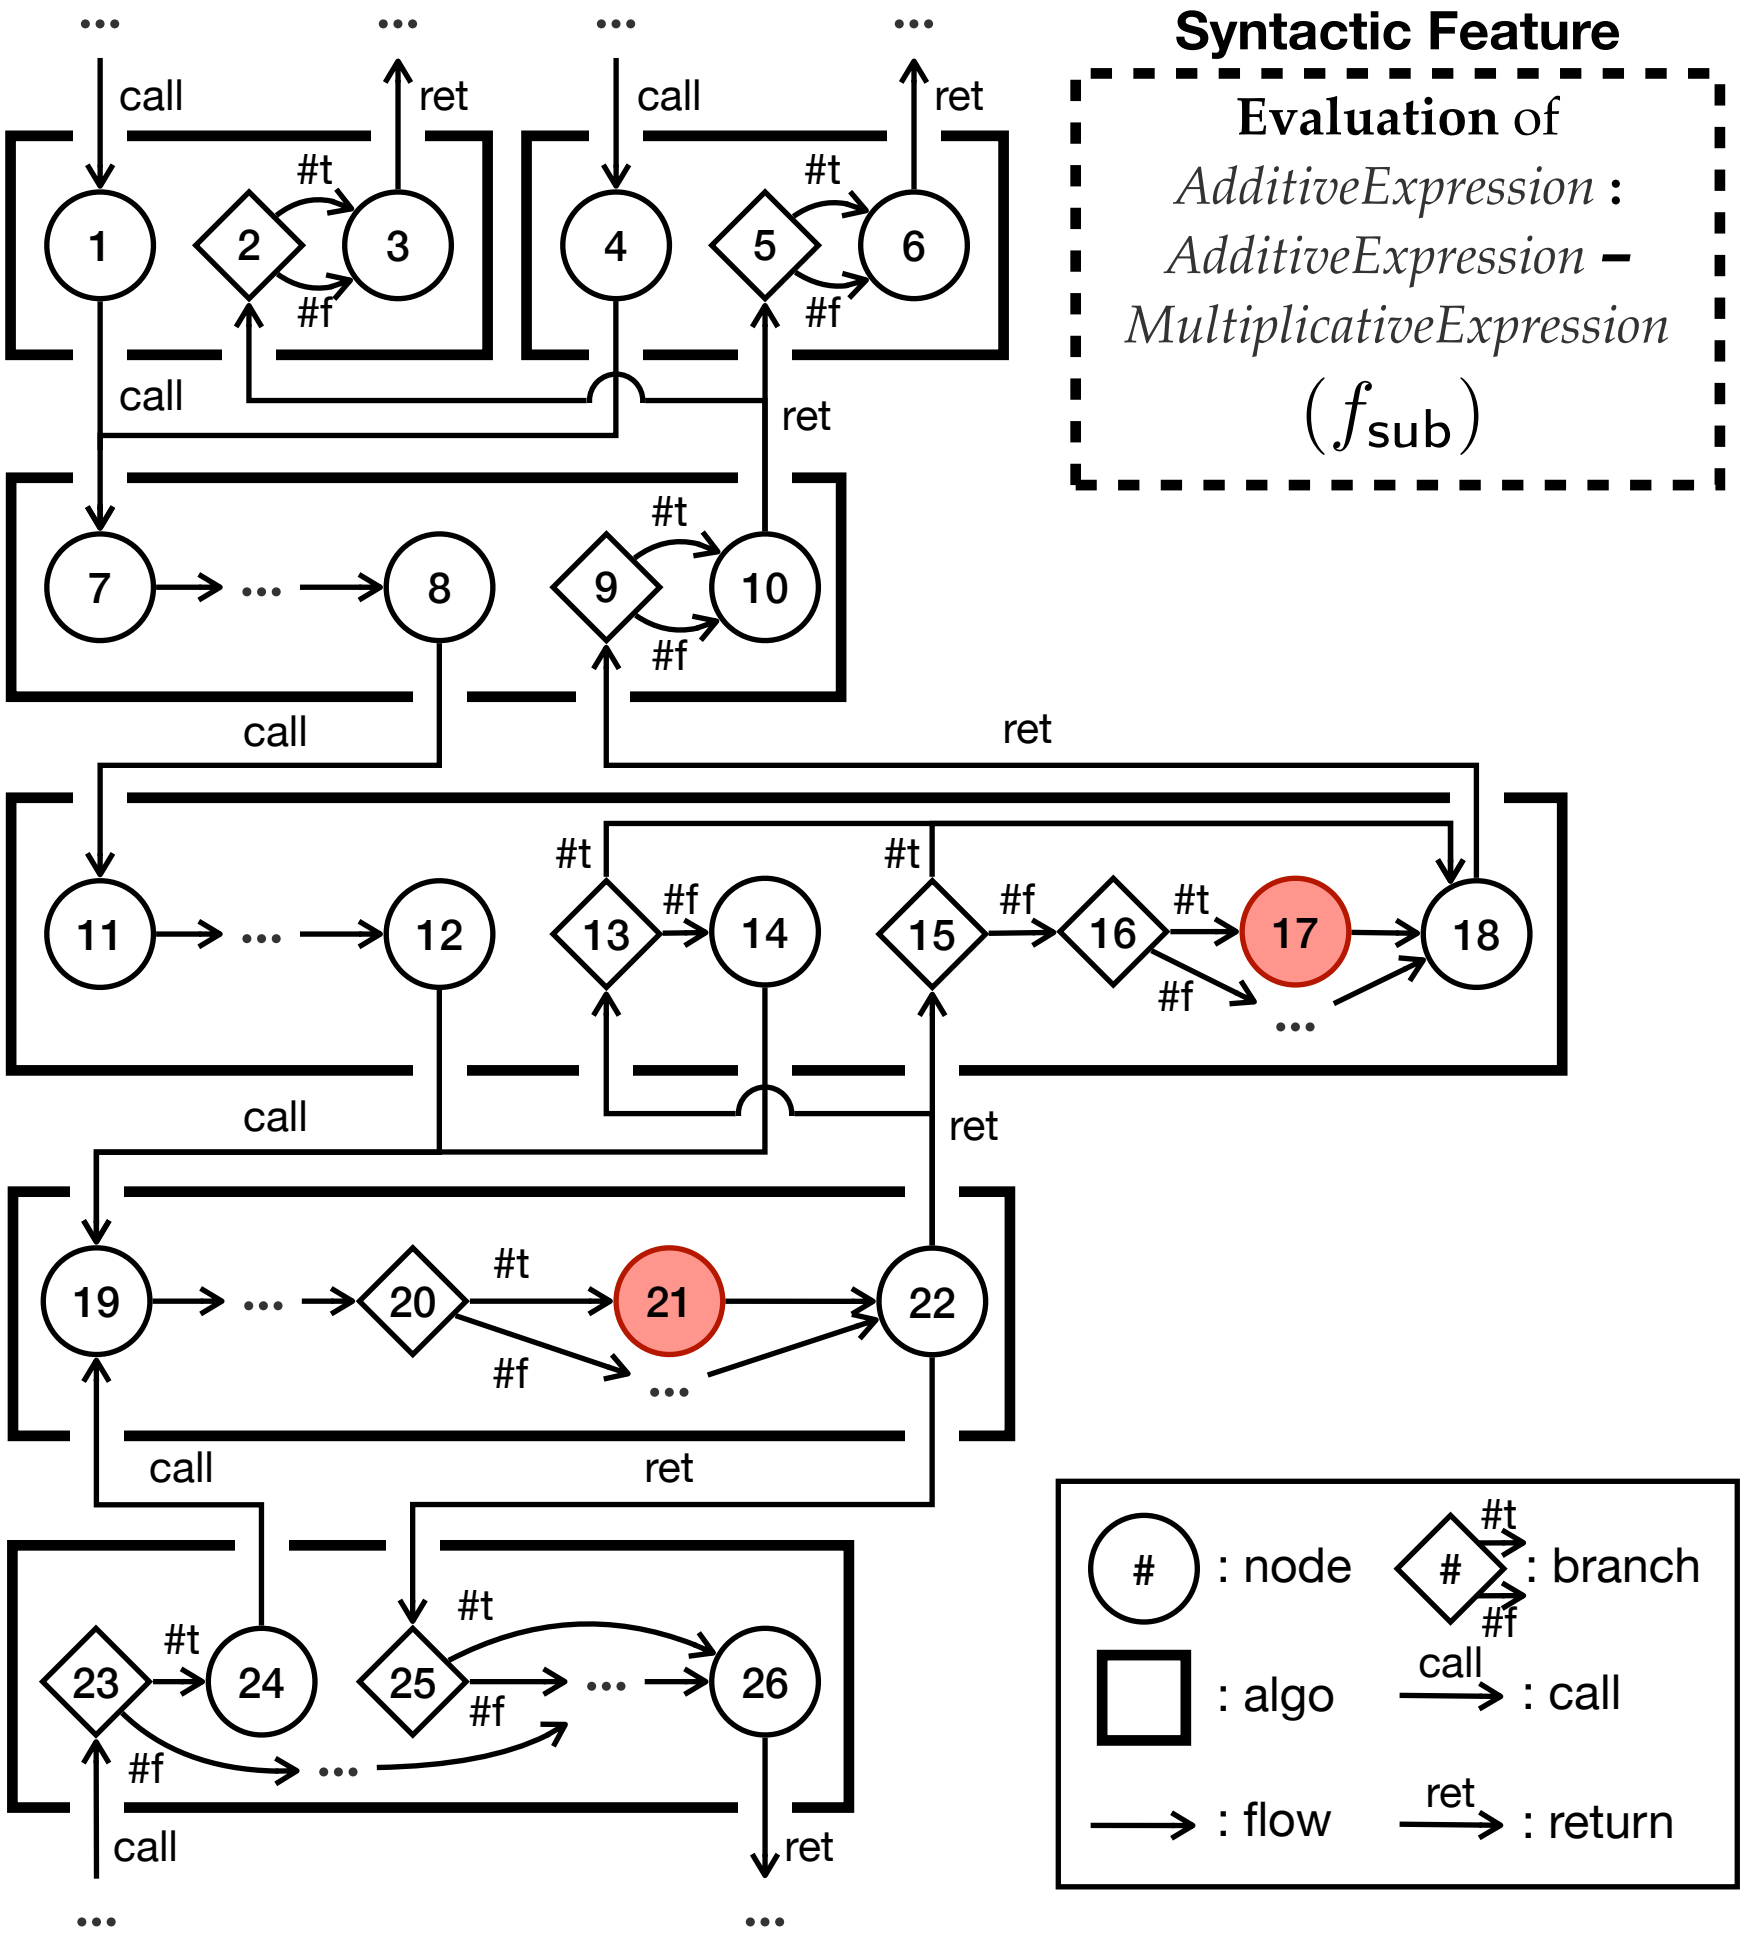 ... ... ... ...
Syntactic Feature
call ret call ret
Evaluation of
AdditiveExpression :
AdditiveExpression –
MultiplicativeExpression
(fsub)
#t #t
1 2 3 4 5 6
#f #f
call ret
#t
7 ... 8 9 10
#f
call ret
#t #t
#f #f #t
11 ... 12 13 14 15 16 17 18
#f
...
call ret
#t
19 ... 20 21 22
#f
...
call ret
#t
#t
23 24 25 ... 26
#f
#f ...
call ret
... ...
#t
# : node # : branch
#f
call
: algo : call
ret
: flow : return